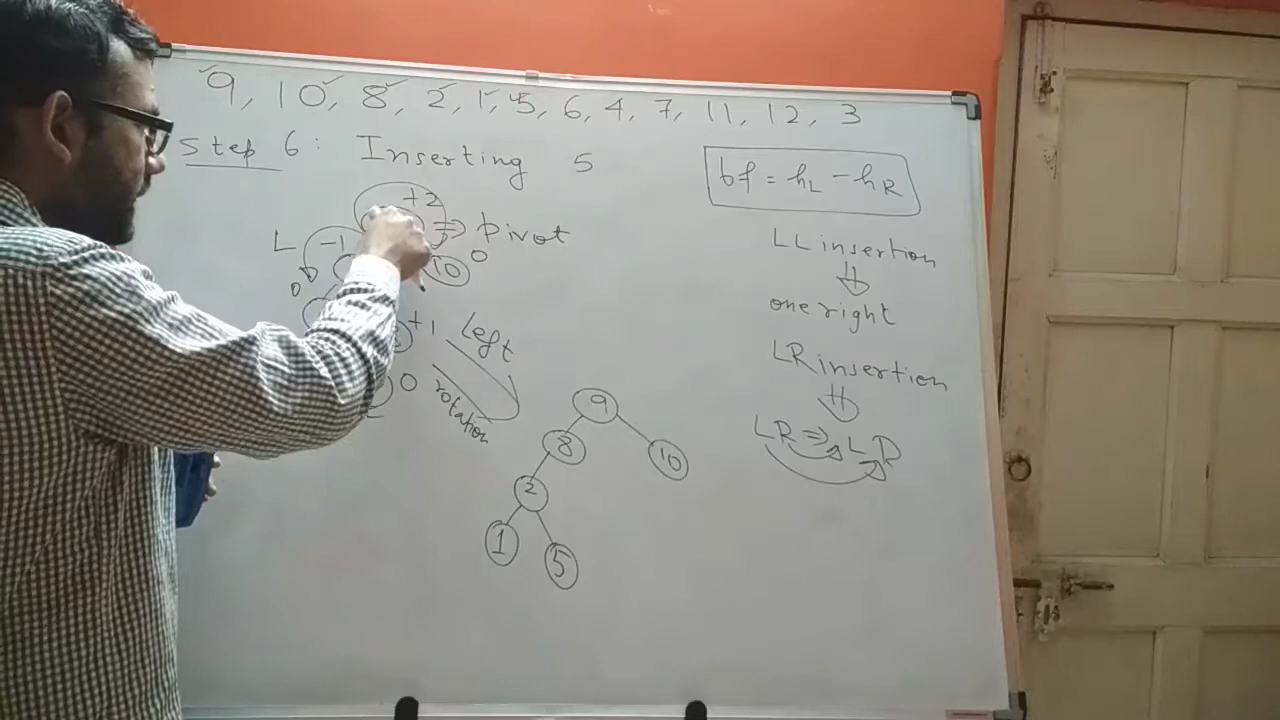 9, 10, 8, 2, 1, 5, 6, 4, 7, 11, 12, 3
Step 6: Inserting 5
bf = hL - hR
+2
⇒ pivot
L -1
0
10 0
+1
0
Left
rotation
9
8
10
2
1
5
LL insertion
⇓
one right
LR insertion
⇓
LR ⇒ L R